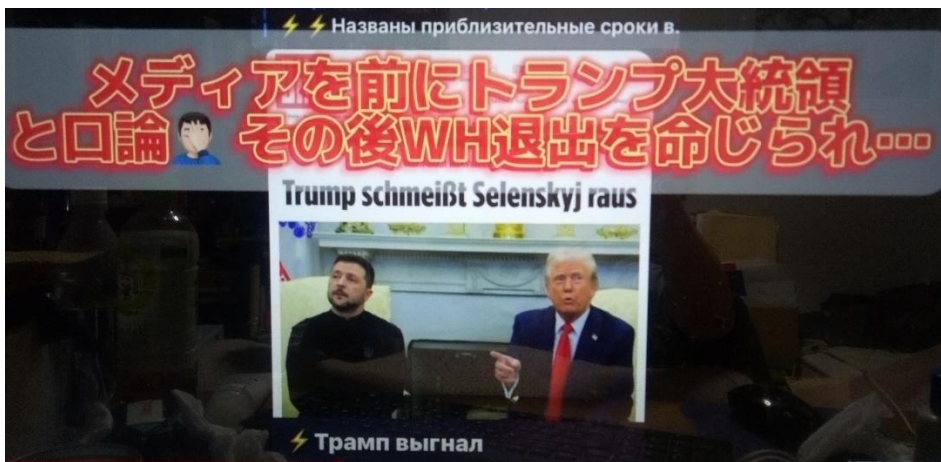 ⚡⚡Названы приблизительные сроки в.
メディアを前にトランプ大統領
と口論🤦🏻‍♂️ その後WH退出を命じられ…
Trump schmeißt Selenskyj raus
⚡Трамп выгнал